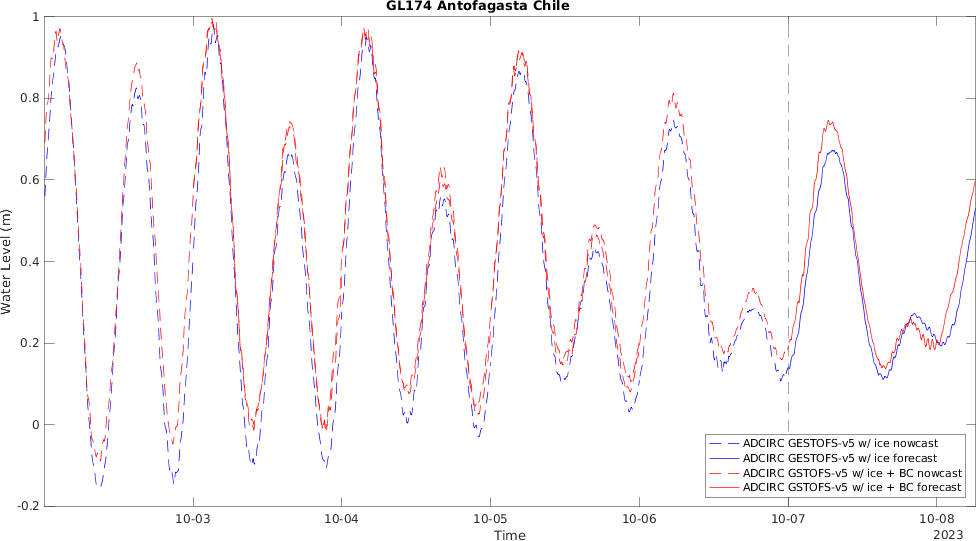 GL174 Antofagasta Chile
1
0.8
0.6
0.4
0.2
0
-0.2
Water Level (m)
10-03 10-04 10-05 10-06 10-07 10-08
Time
2023
ADCIRC GESTOFS-v5 w/ ice nowcast
ADCIRC GESTOFS-v5 w/ ice forecast
ADCIRC GSTOFS-v5 w/ ice + BC nowcast
ADCIRC GSTOFS-v5 w/ ice + BC forecast